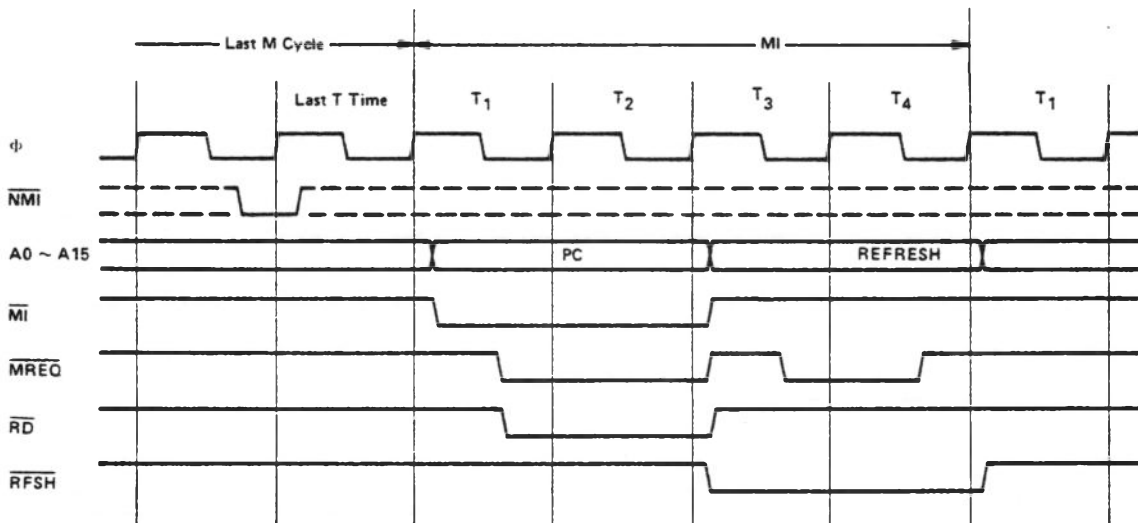 Last M Cycle MI
Last T Time T1 T2 T3 T4 T1
Φ
NMI
A0 ~ A15 PC REFRESH
MI
MREQ
RD
RFSH